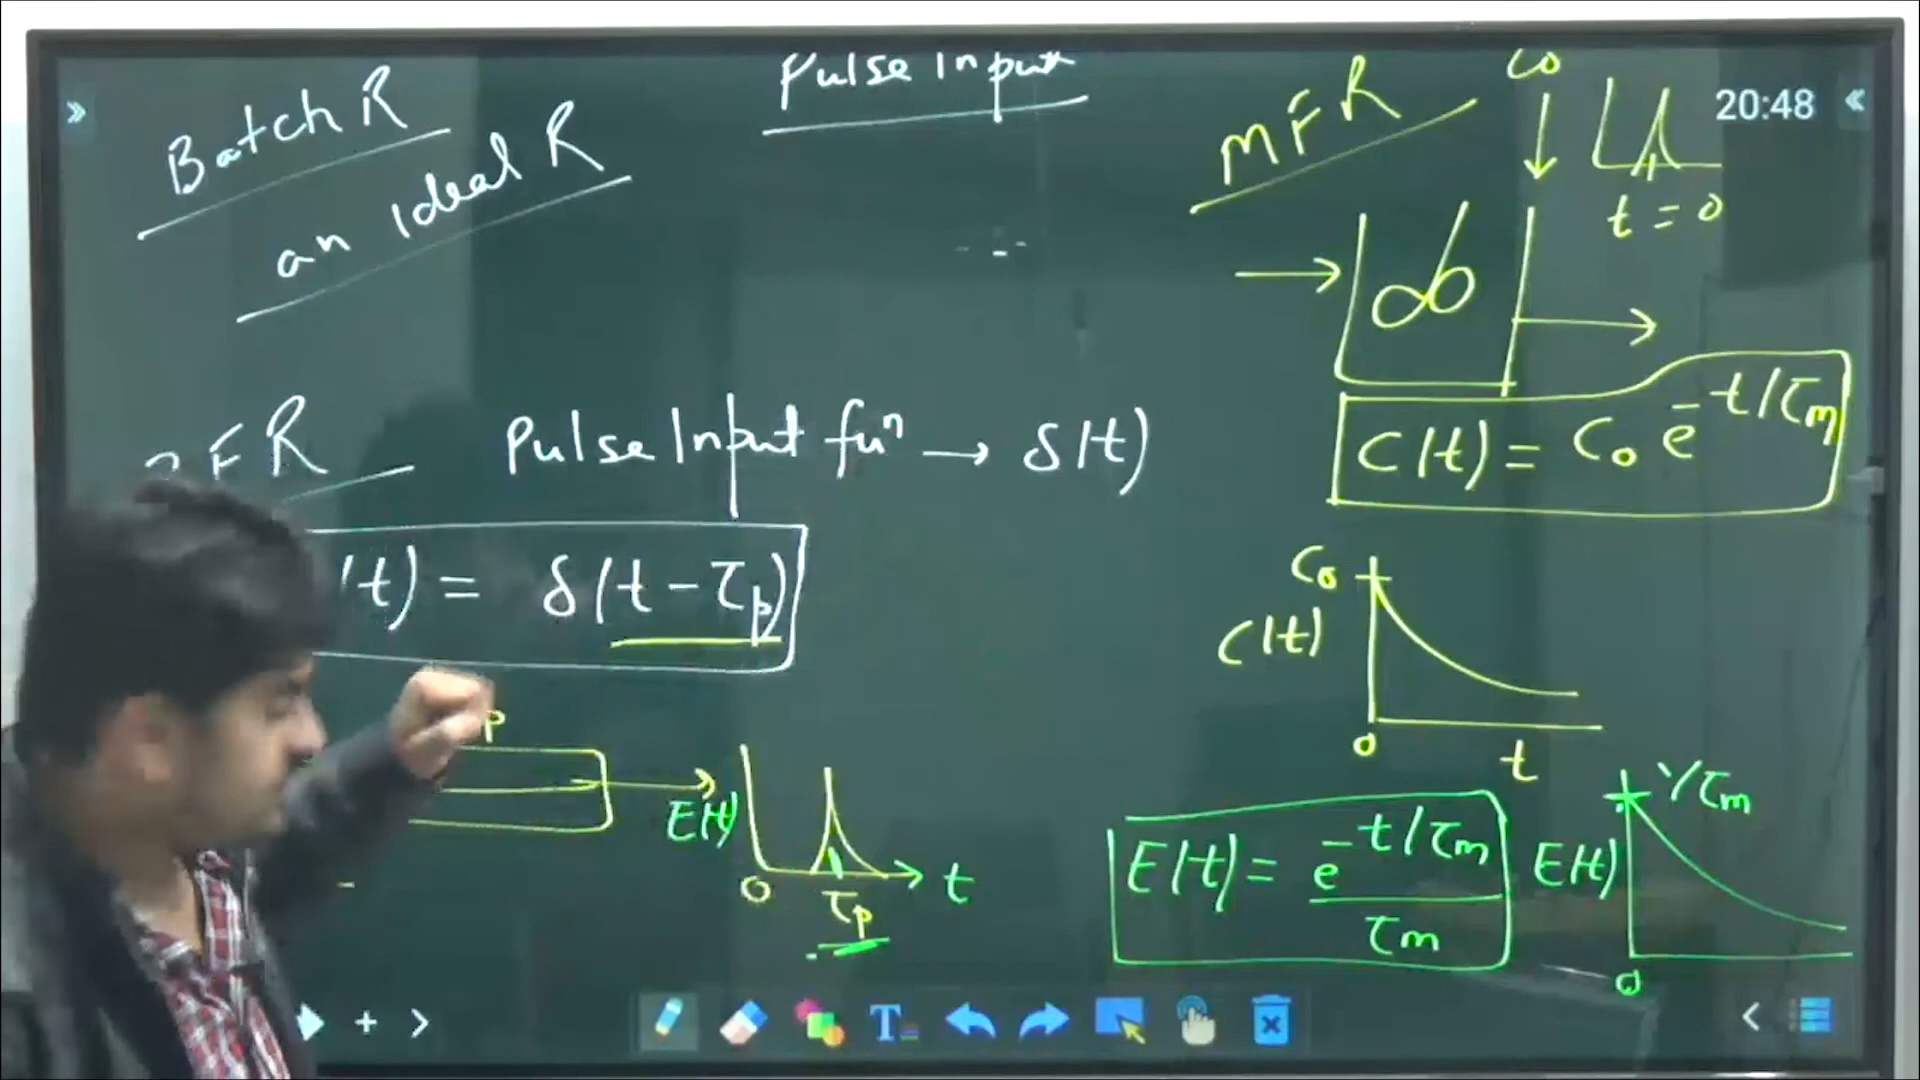 Pulse Input
Batch R
an ideal R
MFR
C₀
20:48
t = 0
FR
Pulse Input fuⁿ → δ(t)
(t) = δ(t - τp)
C(t) = C₀ e^-t/τm
C₀
C(t)
0
t
p
E(t)
0
τp
t
E(t) = e^-t/τm / τm
1/τm
E(t)
0
T